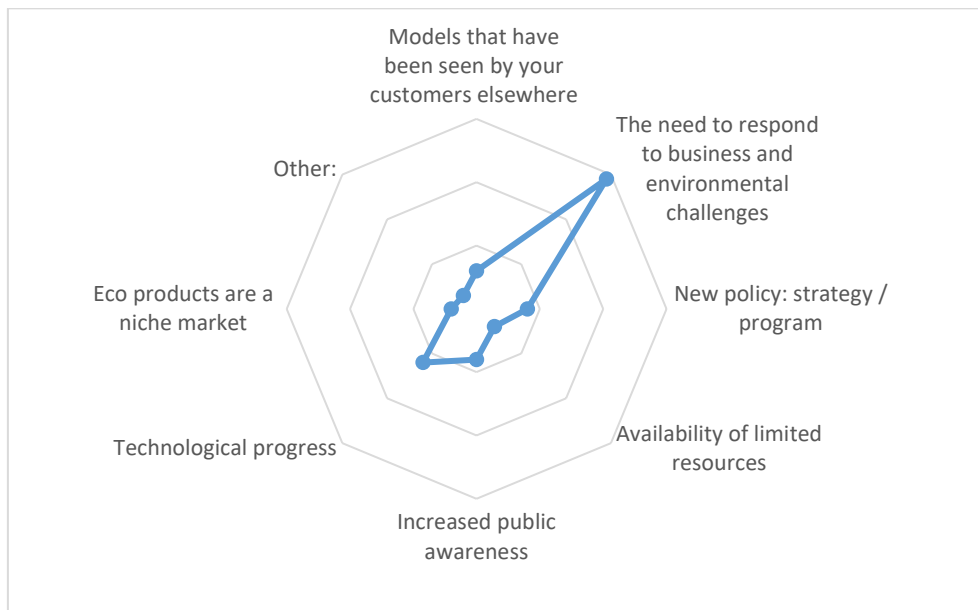 Models that have
been seen by your
customers elsewhere
The need to respond
to business and
environmental
challenges
New policy: strategy /
program
Availability of limited
resources
Increased public
awareness
Technological progress
Eco products are a
niche market
Other: